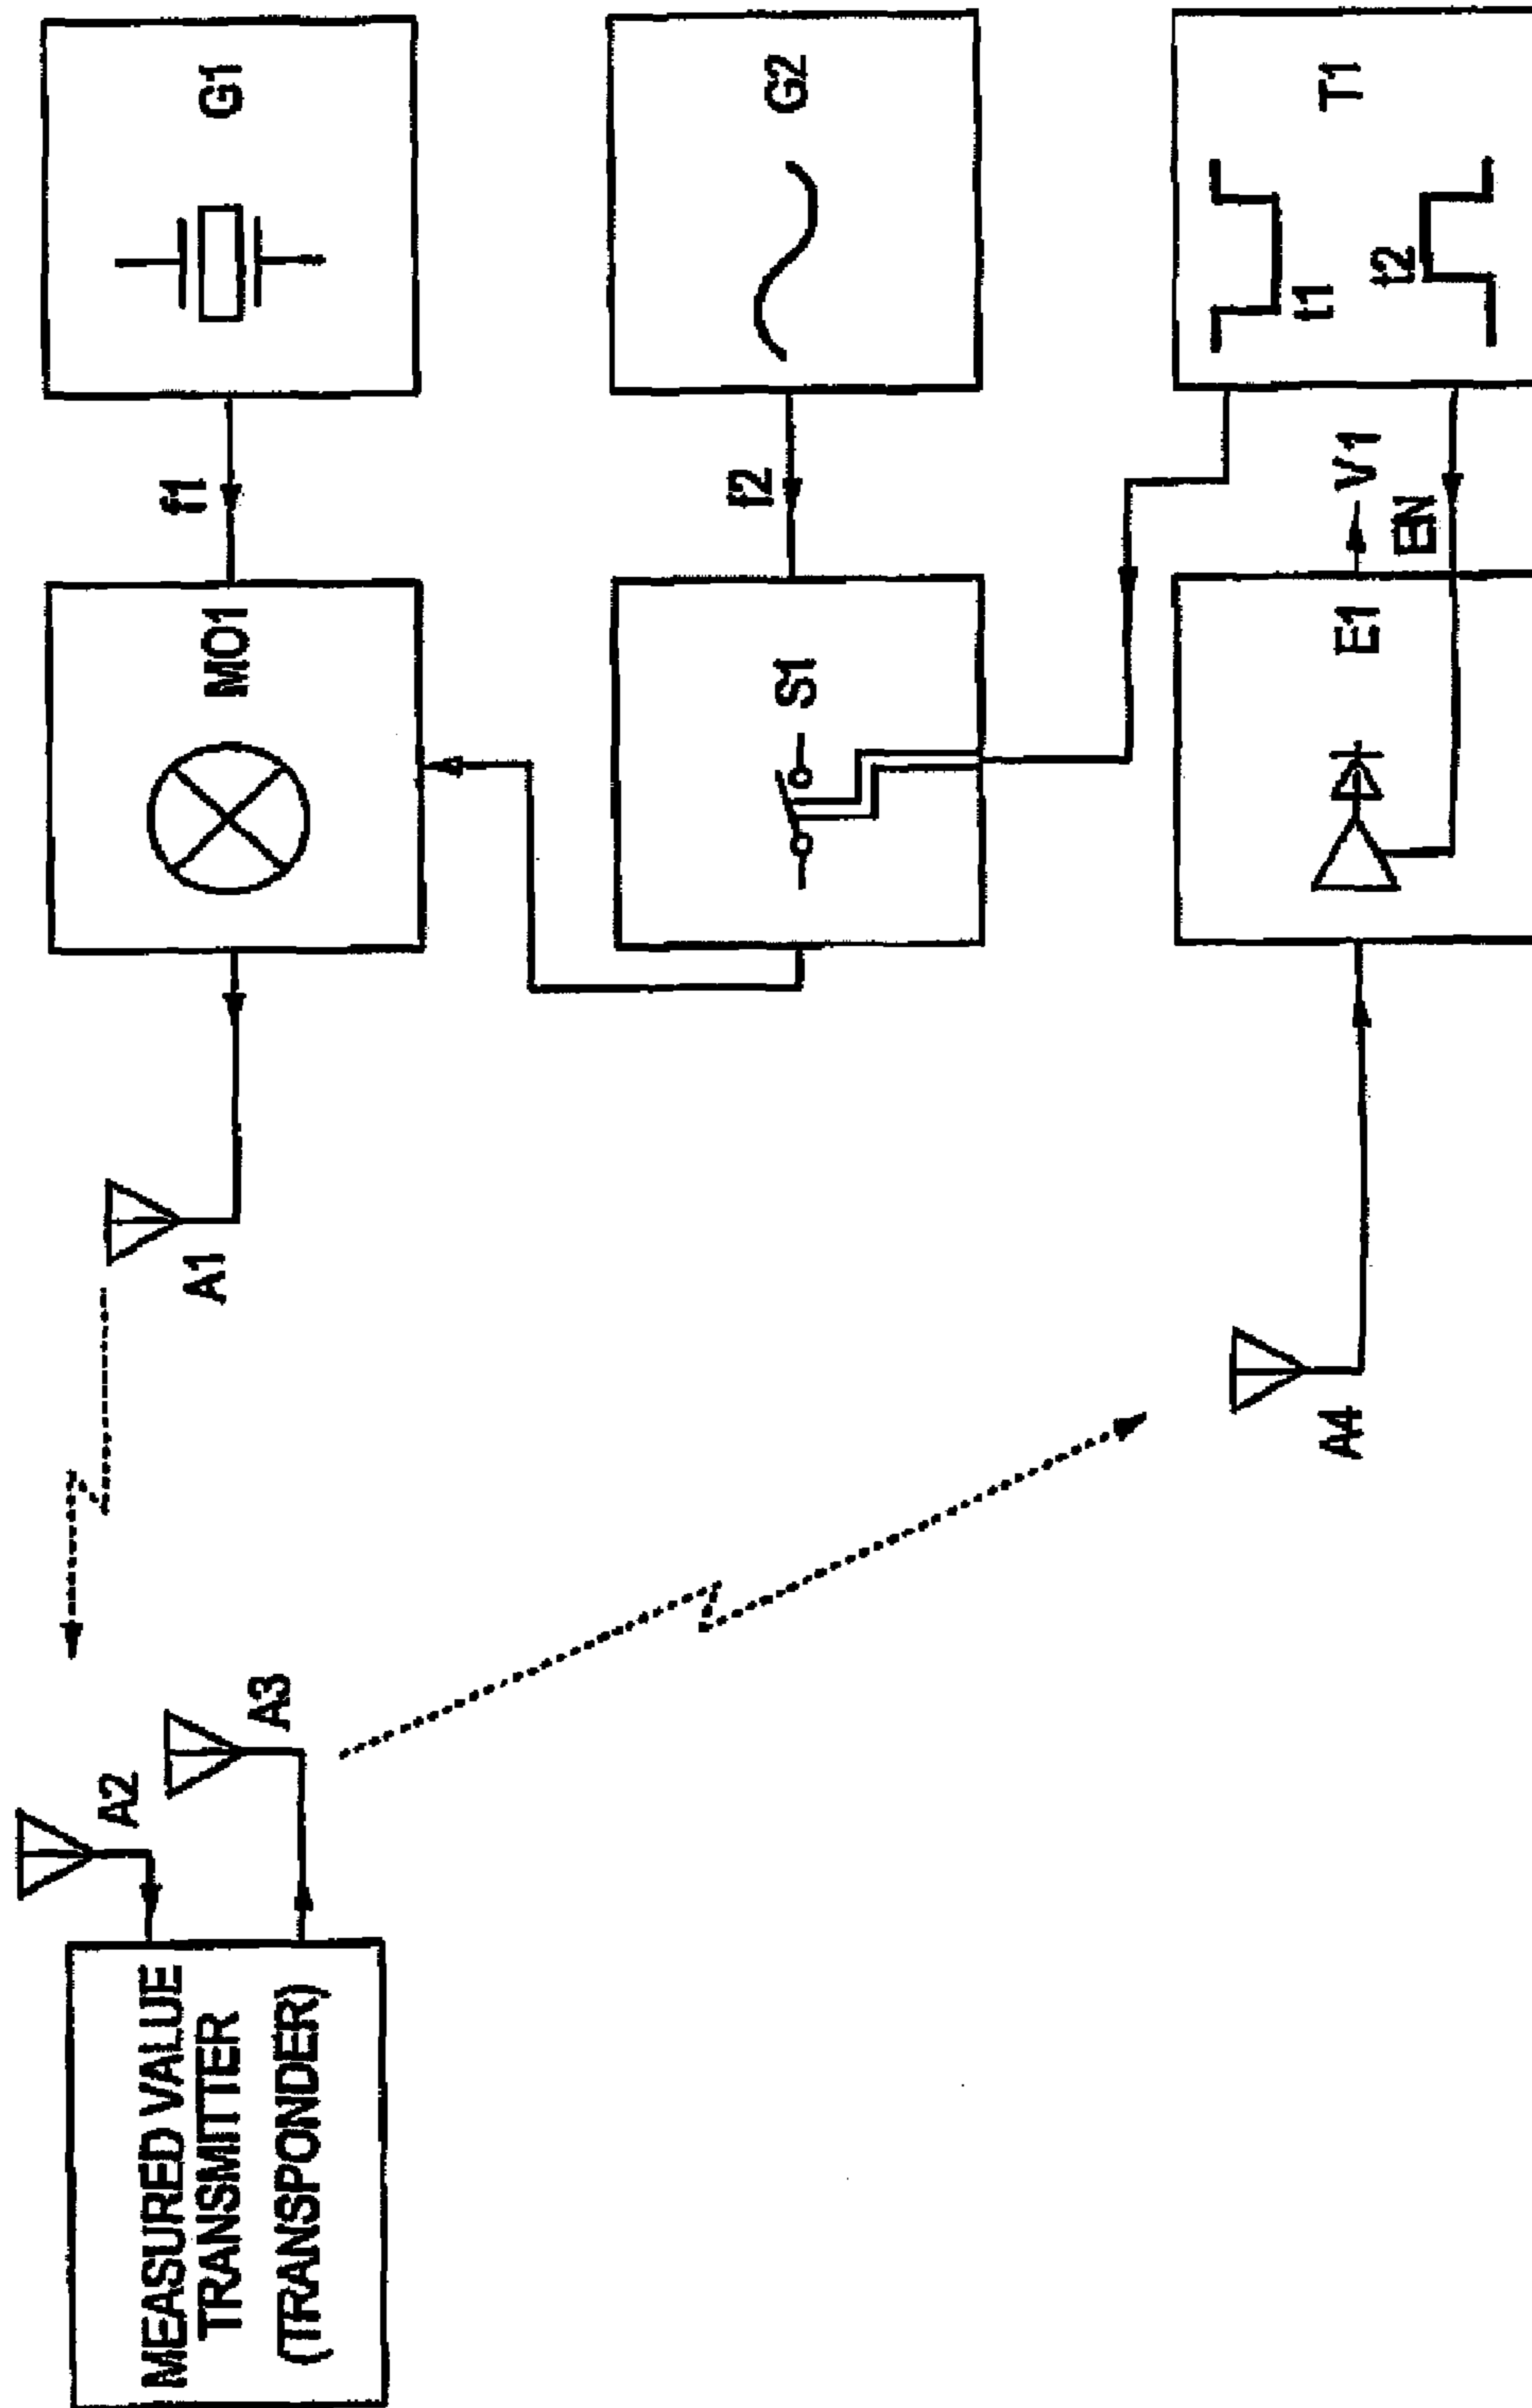 MEASURED VALUE
TRANSMITTER
(TRANSPONDER)
A2
A3
A1
MO1
f1
G1
S1
f2
G2
A4
E1
V1
EN
t1
t2
T1